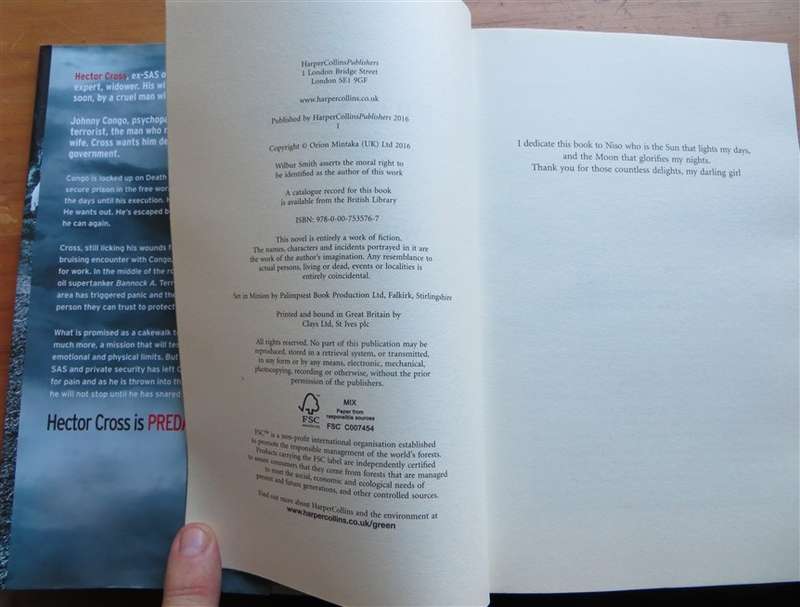 Hector Cross, ex-SAS
expert, widower. His
soon, by a cruel man
Johnny Congo,
terrorist, the man who
wife. Cross wants him
government.
Congo is locked up on Death
secure prison in the free
the days until his execution.
He wants out. He's escaped
he can again.
Cross, still licking his wounds
bruising encounter with Congo,
for work. In the middle of the
oil supertanker Bannock A.
area has triggered panic and the
person they can trust to protect
What is promised as a cakewalk
much more, a mission that will
emotional and physical limits. But
SAS and private security has left
for pain and as he is thrown into
he will not stop until he has snared
Hector Cross is PREDA
HarperCollinsPublishers
1 London Bridge Street
London SE1 9GF
www.harpercollins.co.uk
Published by HarperCollinsPublishers 2016
1
Copyright © Orion Mintaka (UK) Ltd 2016
Wilbur Smith asserts the moral right to
be identified as the author of this work
A catalogue record for this book
is available from the British Library
ISBN: 978-0-00-753576-7
This novel is entirely a work of fiction.
The names, characters and incidents portrayed in it are
the work of the author's imagination. Any resemblance to
actual persons, living or dead, events or localities is
entirely coincidental.
Set in Minion by Palimpsest Book Production Ltd, Falkirk, Stirlingshire
Printed and bound in Great Britain by
Clays Ltd, St Ives plc
All rights reserved. No part of this publication may be
reproduced, stored in a retrieval system, or transmitted,
in any form or by any means, electronic, mechanical,
photocopying, recording or otherwise, without the prior
permission of the publishers.
FSC
MIX
Paper from
responsible sources
FSC C007454
FSC™ is a non-profit international organisation established
to promote the responsible management of the world's forests.
Products carrying the FSC label are independently certified
to assure consumers that they come from forests that are managed
to meet the social, economic and ecological needs of
present and future generations, and other controlled sources.
Find out more about HarperCollins and the environment at
www.harpercollins.co.uk/green
I dedicate this book to Niso who is the Sun that lights my days,
and the Moon that glorifies my nights.
Thank you for those countless delights, my darling girl